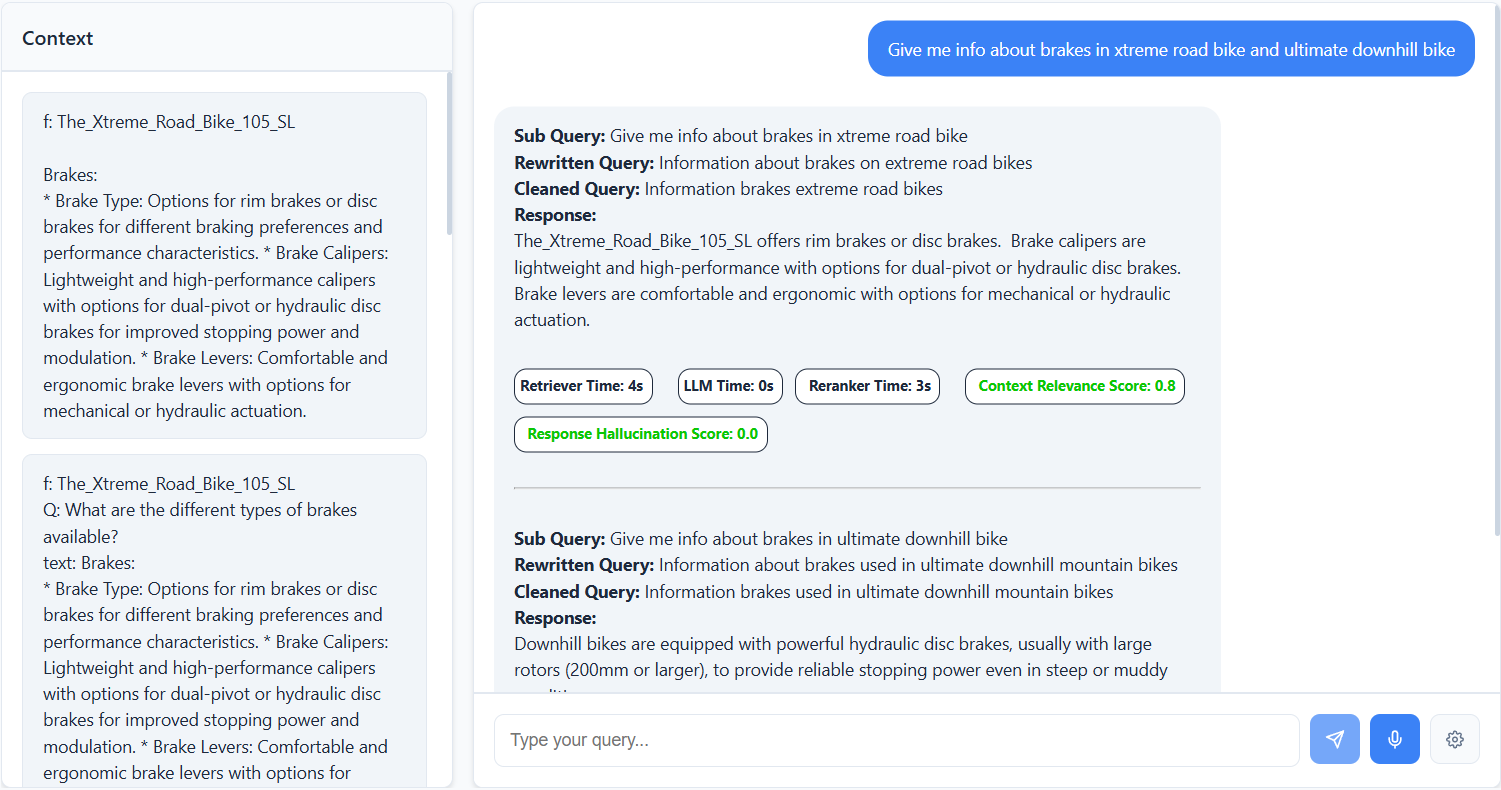 Context
f: The_Xtreme_Road_Bike_105_SL
Brakes:
* Brake Type: Options for rim brakes or disc
brakes for different braking preferences and
performance characteristics. * Brake Calipers:
Lightweight and high-performance calipers
with options for dual-pivot or hydraulic disc
brakes for improved stopping power and
modulation. * Brake Levers: Comfortable and
ergonomic brake levers with options for
mechanical or hydraulic actuation.
f: The_Xtreme_Road_Bike_105_SL
Q: What are the different types of brakes
available?
text: Brakes:
* Brake Type: Options for rim brakes or disc
brakes for different braking preferences and
performance characteristics. * Brake Calipers:
Lightweight and high-performance calipers
with options for dual-pivot or hydraulic disc
brakes for improved stopping power and
modulation. * Brake Levers: Comfortable and
ergonomic brake levers with options for
Give me info about brakes in xtreme road bike and ultimate downhill bike
Sub Query: Give me info about brakes in xtreme road bike
Rewritten Query: Information about brakes on extreme road bikes
Cleaned Query: Information brakes extreme road bikes
Response:
The_Xtreme_Road_Bike_105_SL offers rim brakes or disc brakes. Brake calipers are
lightweight and high-performance with options for dual-pivot or hydraulic disc brakes.
Brake levers are comfortable and ergonomic with options for mechanical or hydraulic
actuation.
Retriever Time: 4s LLM Time: 0s Reranker Time: 3s Context Relevance Score: 0.8
Response Hallucination Score: 0.0
Sub Query: Give me info about brakes in ultimate downhill bike
Rewritten Query: Information about brakes used in ultimate downhill mountain bikes
Cleaned Query: Information brakes used in ultimate downhill mountain bikes
Response:
Downhill bikes are equipped with powerful hydraulic disc brakes, usually with large
rotors (200mm or larger), to provide reliable stopping power even in steep or muddy
Type your query...